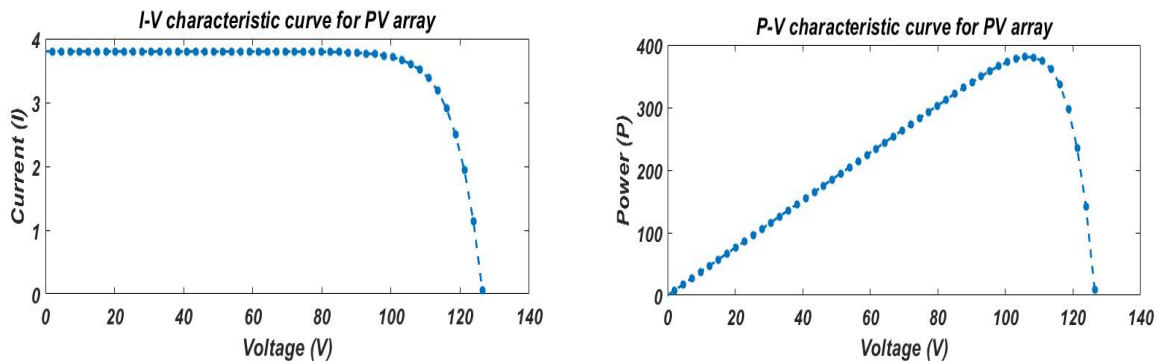 I-V characteristic curve for PV array
4
3
2
1
0
Current (I)
0 20 40 60 80 100 120 140
Voltage (V)
P-V characteristic curve for PV array
400
300
200
100
0
Power (P)
0 20 40 60 80 100 120 140
Voltage (V)